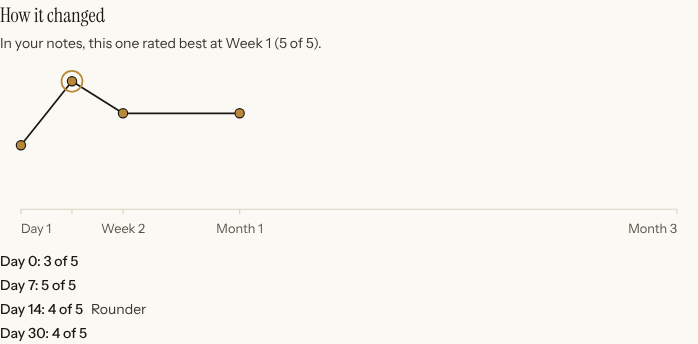 How it changed
In your notes, this one rated best at Week 1 (5 of 5).
Day 1 Week 2 Month 1 Month 3
Day 0: 3 of 5
Day 7: 5 of 5
Day 14: 4 of 5 Rounder
Day 30: 4 of 5